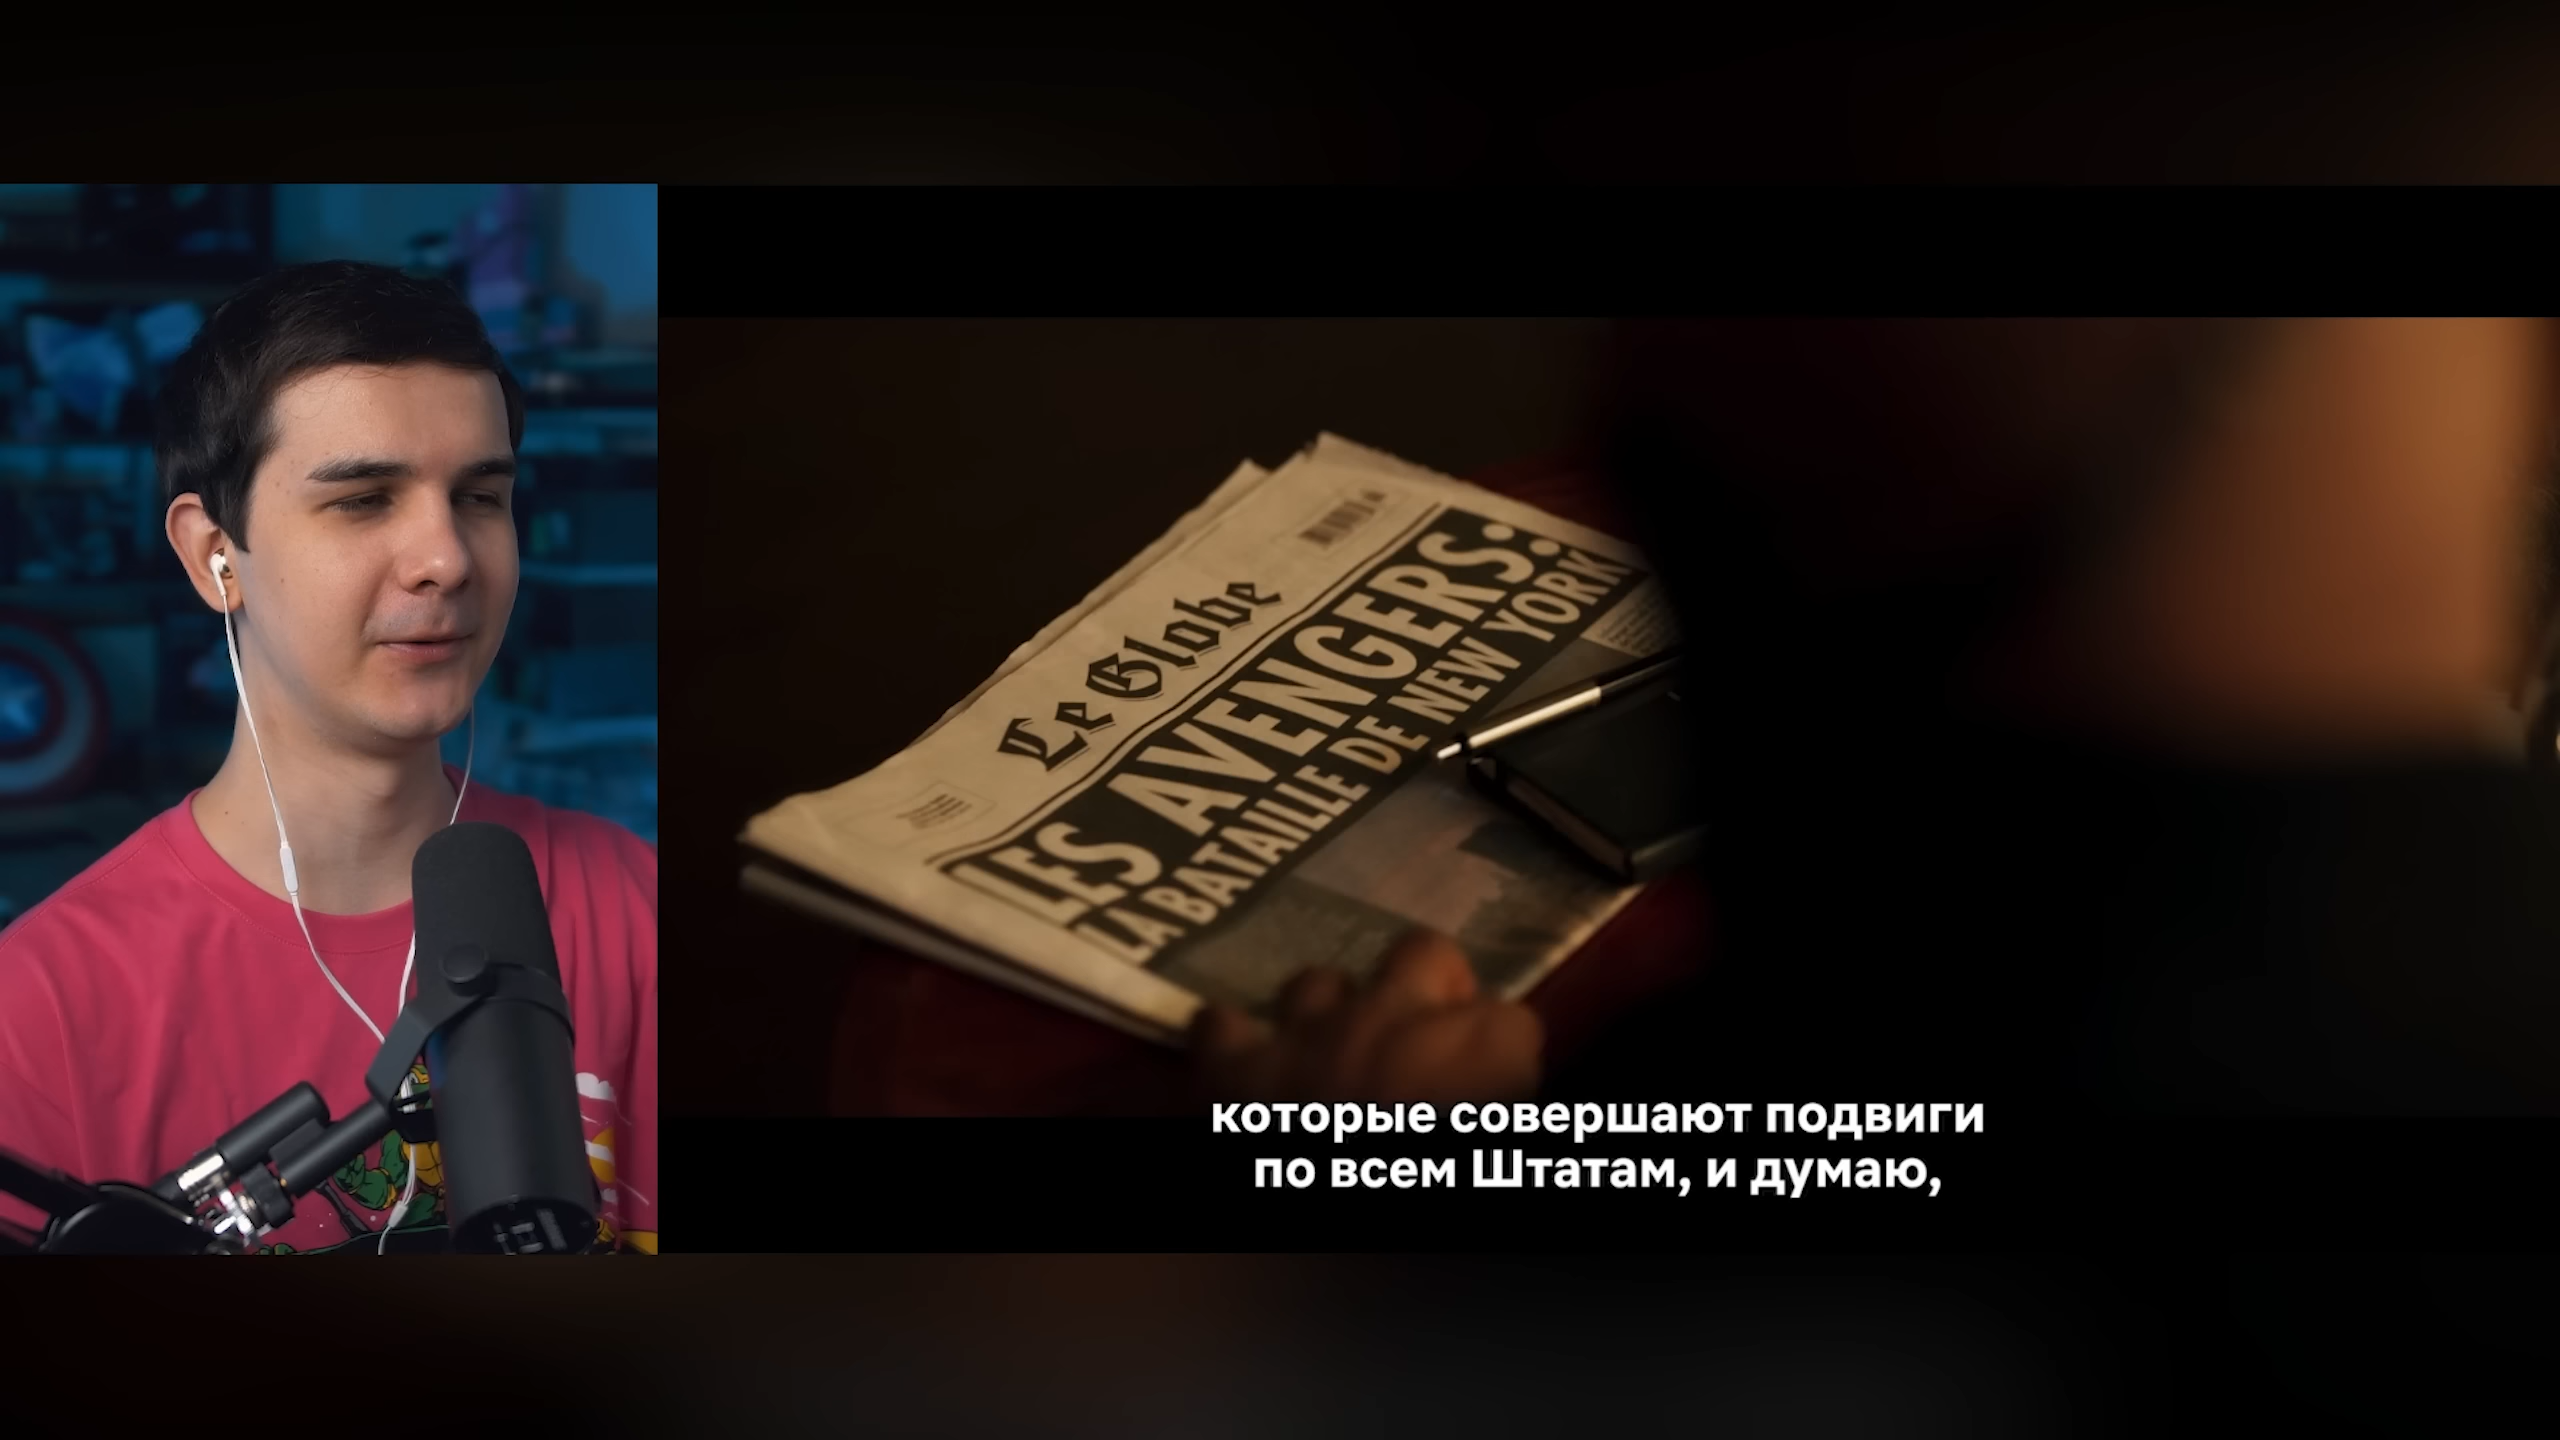 Le Globe
LES AVENGERS:
LA BATAILLE DE NEW YORK
которые совершают подвиги
по всем Штатам, и думаю,